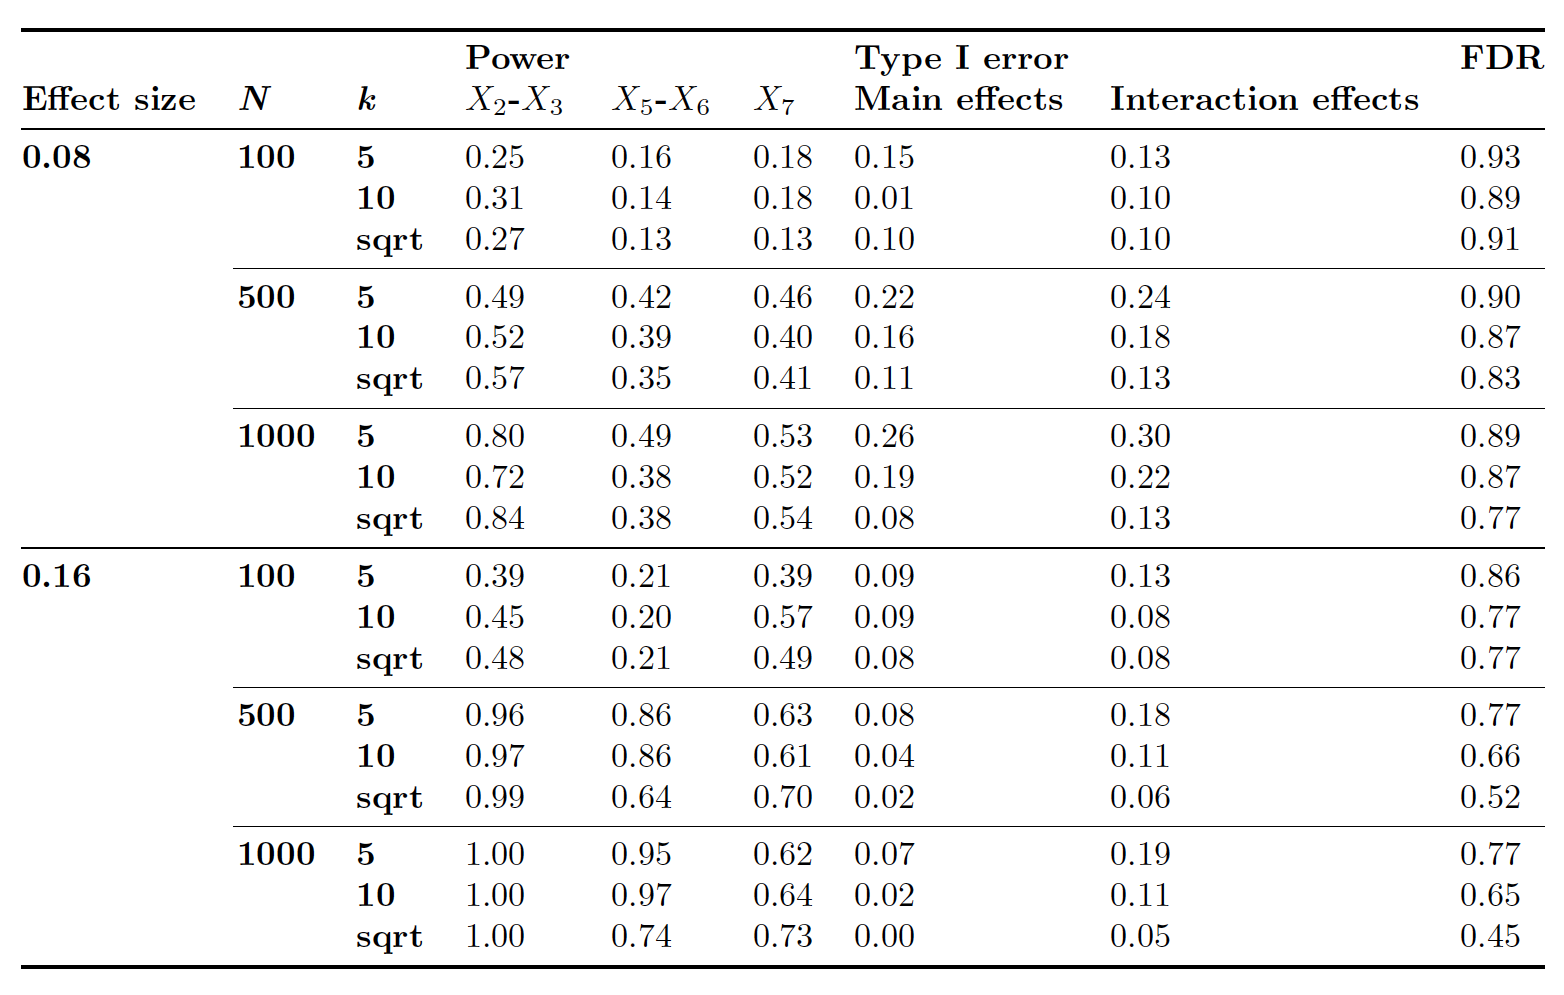 Power Type I error FDR
Effect size N k X2-X3 X5-X6 X7 Main effects Interaction effects
0.08 100 5 0.25 0.16 0.18 0.15 0.13 0.93
10 0.31 0.14 0.18 0.01 0.10 0.89
sqrt 0.27 0.13 0.13 0.10 0.10 0.91
500 5 0.49 0.42 0.46 0.22 0.24 0.90
10 0.52 0.39 0.40 0.16 0.18 0.87
sqrt 0.57 0.35 0.41 0.11 0.13 0.83
1000 5 0.80 0.49 0.53 0.26 0.30 0.89
10 0.72 0.38 0.52 0.19 0.22 0.87
sqrt 0.84 0.38 0.54 0.08 0.13 0.77
0.16 100 5 0.39 0.21 0.39 0.09 0.13 0.86
10 0.45 0.20 0.57 0.09 0.08 0.77
sqrt 0.48 0.21 0.49 0.08 0.08 0.77
500 5 0.96 0.86 0.63 0.08 0.18 0.77
10 0.97 0.86 0.61 0.04 0.11 0.66
sqrt 0.99 0.64 0.70 0.02 0.06 0.52
1000 5 1.00 0.95 0.62 0.07 0.19 0.77
10 1.00 0.97 0.64 0.02 0.11 0.65
sqrt 1.00 0.74 0.73 0.00 0.05 0.45